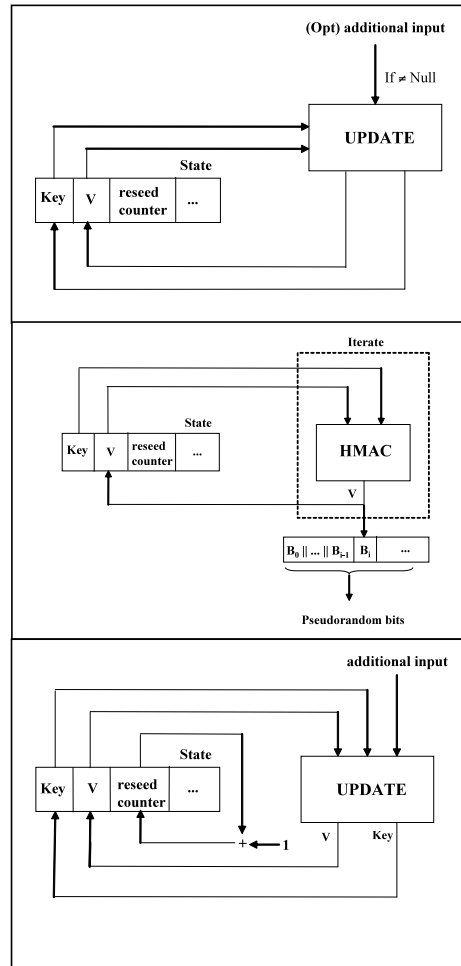 (Opt) additional input
If ≠ Null
UPDATE
State
Key V reseed counter ...
Iterate
State
Key V reseed counter ...
HMAC
V
B0 || ... || Bi-1 Bi ...
Pseudorandom bits
additional input
State
Key V reseed counter ...
UPDATE
V Key
+ 1